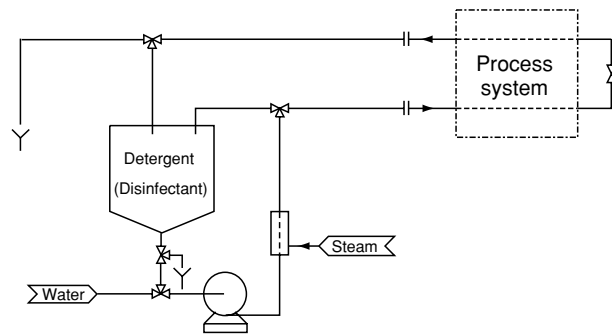 Process
system
Detergent
(Disinfectant)
Steam
Water